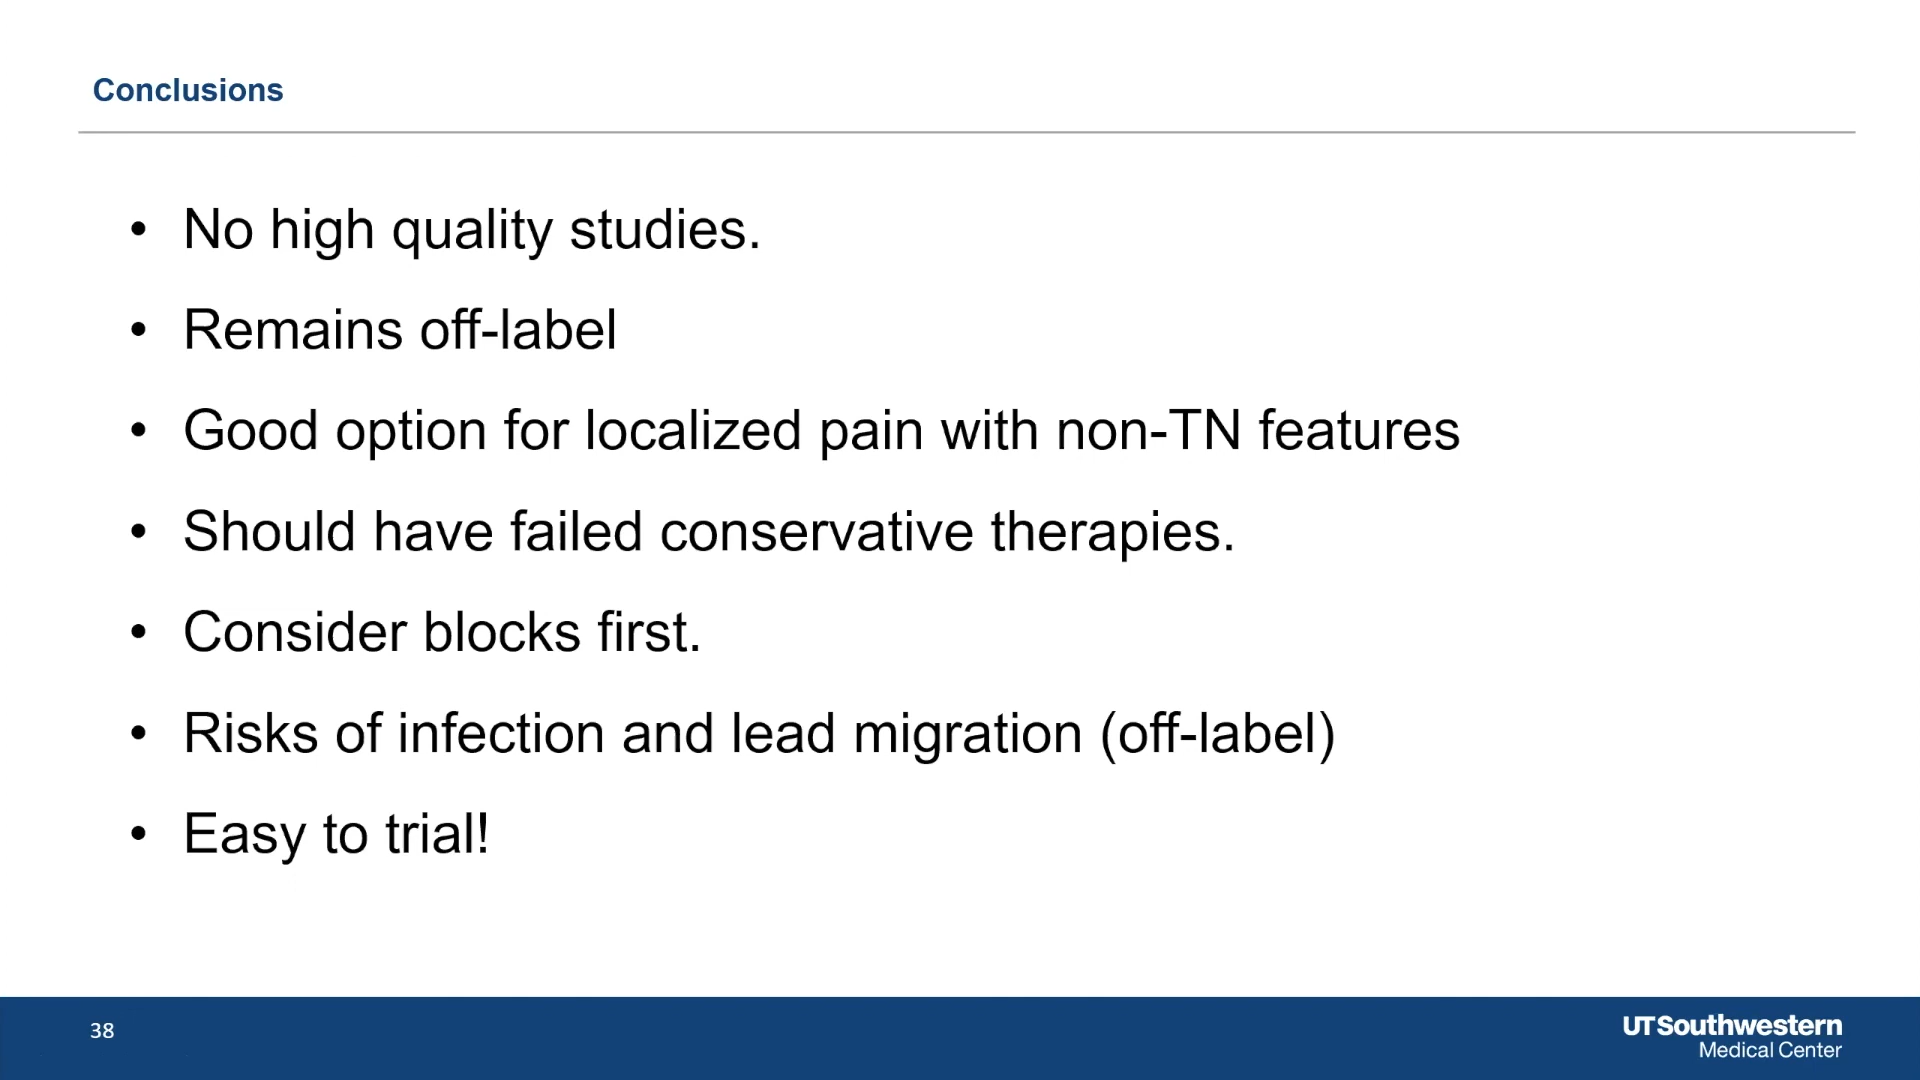 Conclusions
• No high quality studies.
• Remains off-label
• Good option for localized pain with non-TN features
• Should have failed conservative therapies.
• Consider blocks first.
• Risks of infection and lead migration (off-label)
• Easy to trial!
38
UTSouthwestern
Medical Center